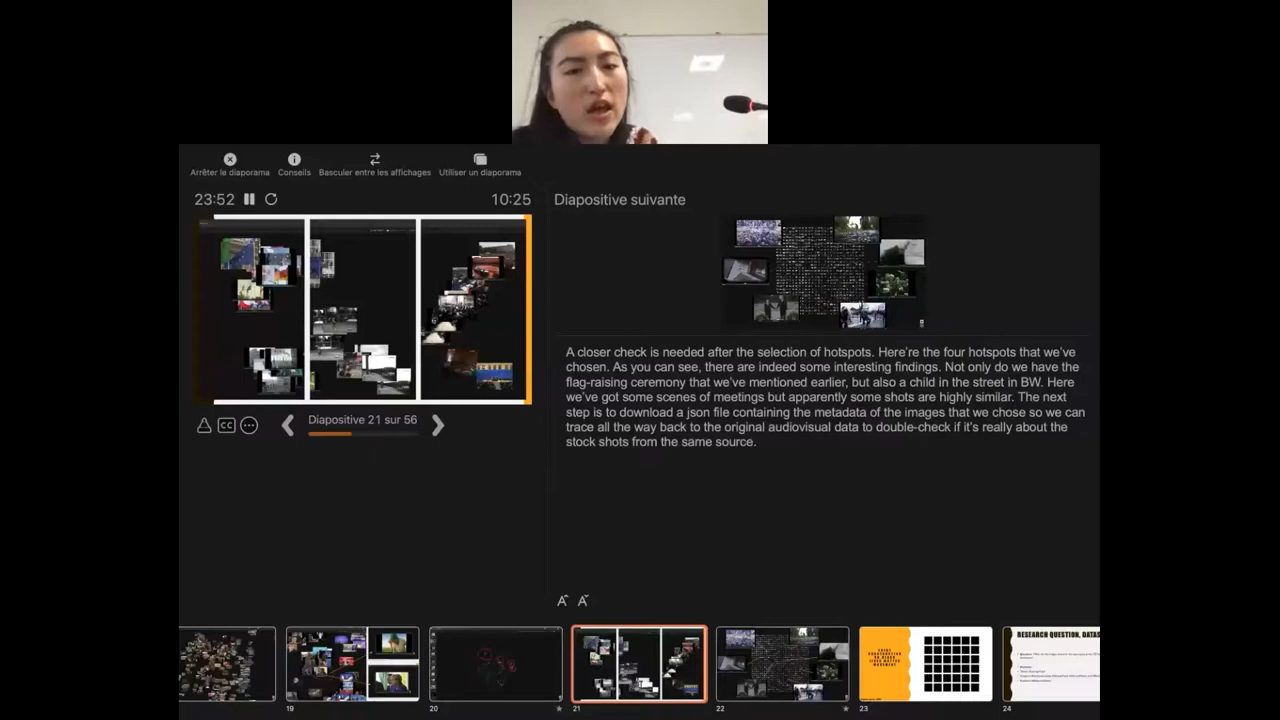 Arrêter le diaporama
Conseils
Basculer entre les affichages
Utiliser un diaporama
23:52
10:25
Diapositive suivante
A closer check is needed after the selection of hotspots. Here're the four hotspots that we've
chosen. As you can see, there are indeed some interesting findings. Not only do we have the
flag-raising ceremony that we've mentioned earlier, but also a child in the street in BW. Here
we've got some scenes of meetings but apparently some shots are highly similar. The next
step is to download a json file containing the metadata of the images that we chose so we can
trace all the way back to the original audiovisual data to double-check if it's really about the
stock shots from the same source.
CC
Diapositive 21 sur 56
A A
RESEARCH QUESTION, DATAS
19
20
21
22
23
24